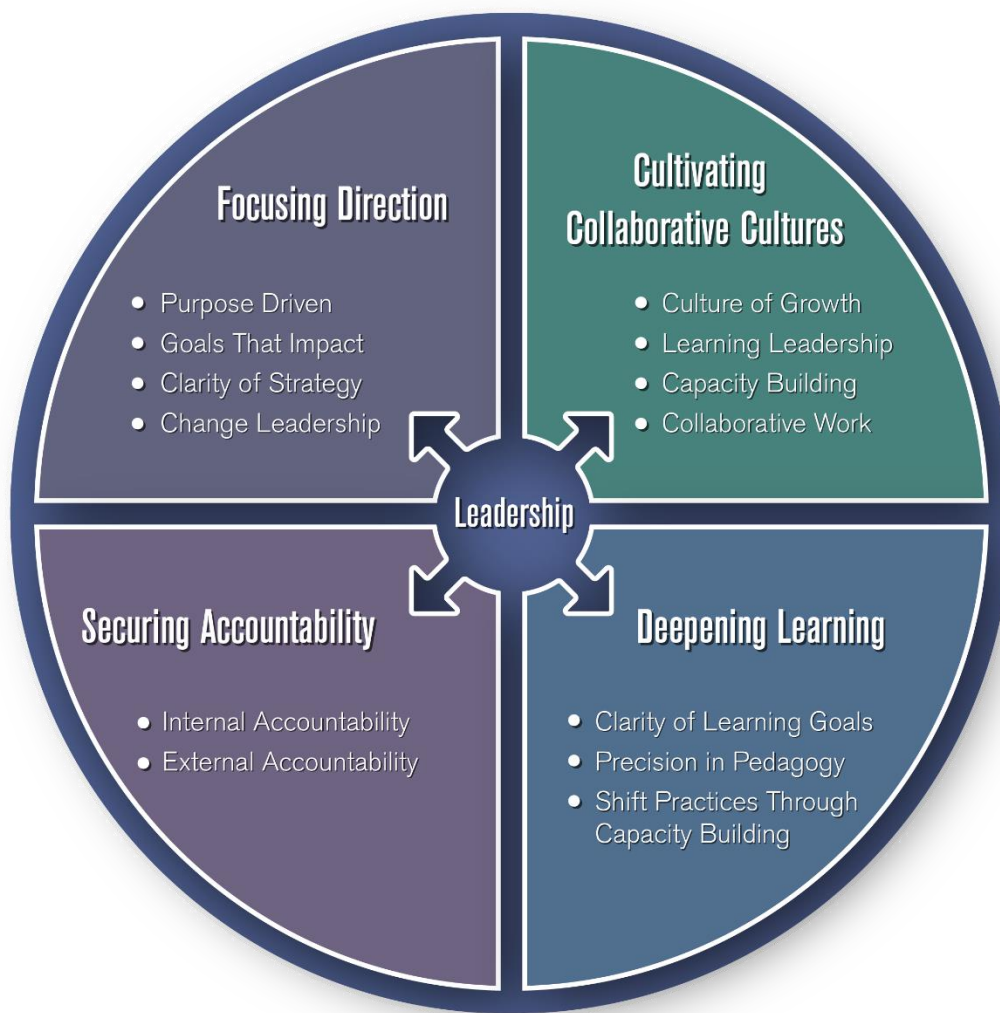 Focusing Direction
• Purpose Driven
• Goals That Impact
• Clarity of Strategy
• Change Leadership
Cultivating
Collaborative Cultures
• Culture of Growth
• Learning Leadership
• Capacity Building
• Collaborative Work
Leadership
Securing Accountability
• Internal Accountability
• External Accountability
Deepening Learning
• Clarity of Learning Goals
• Precision in Pedagogy
• Shift Practices Through
Capacity Building